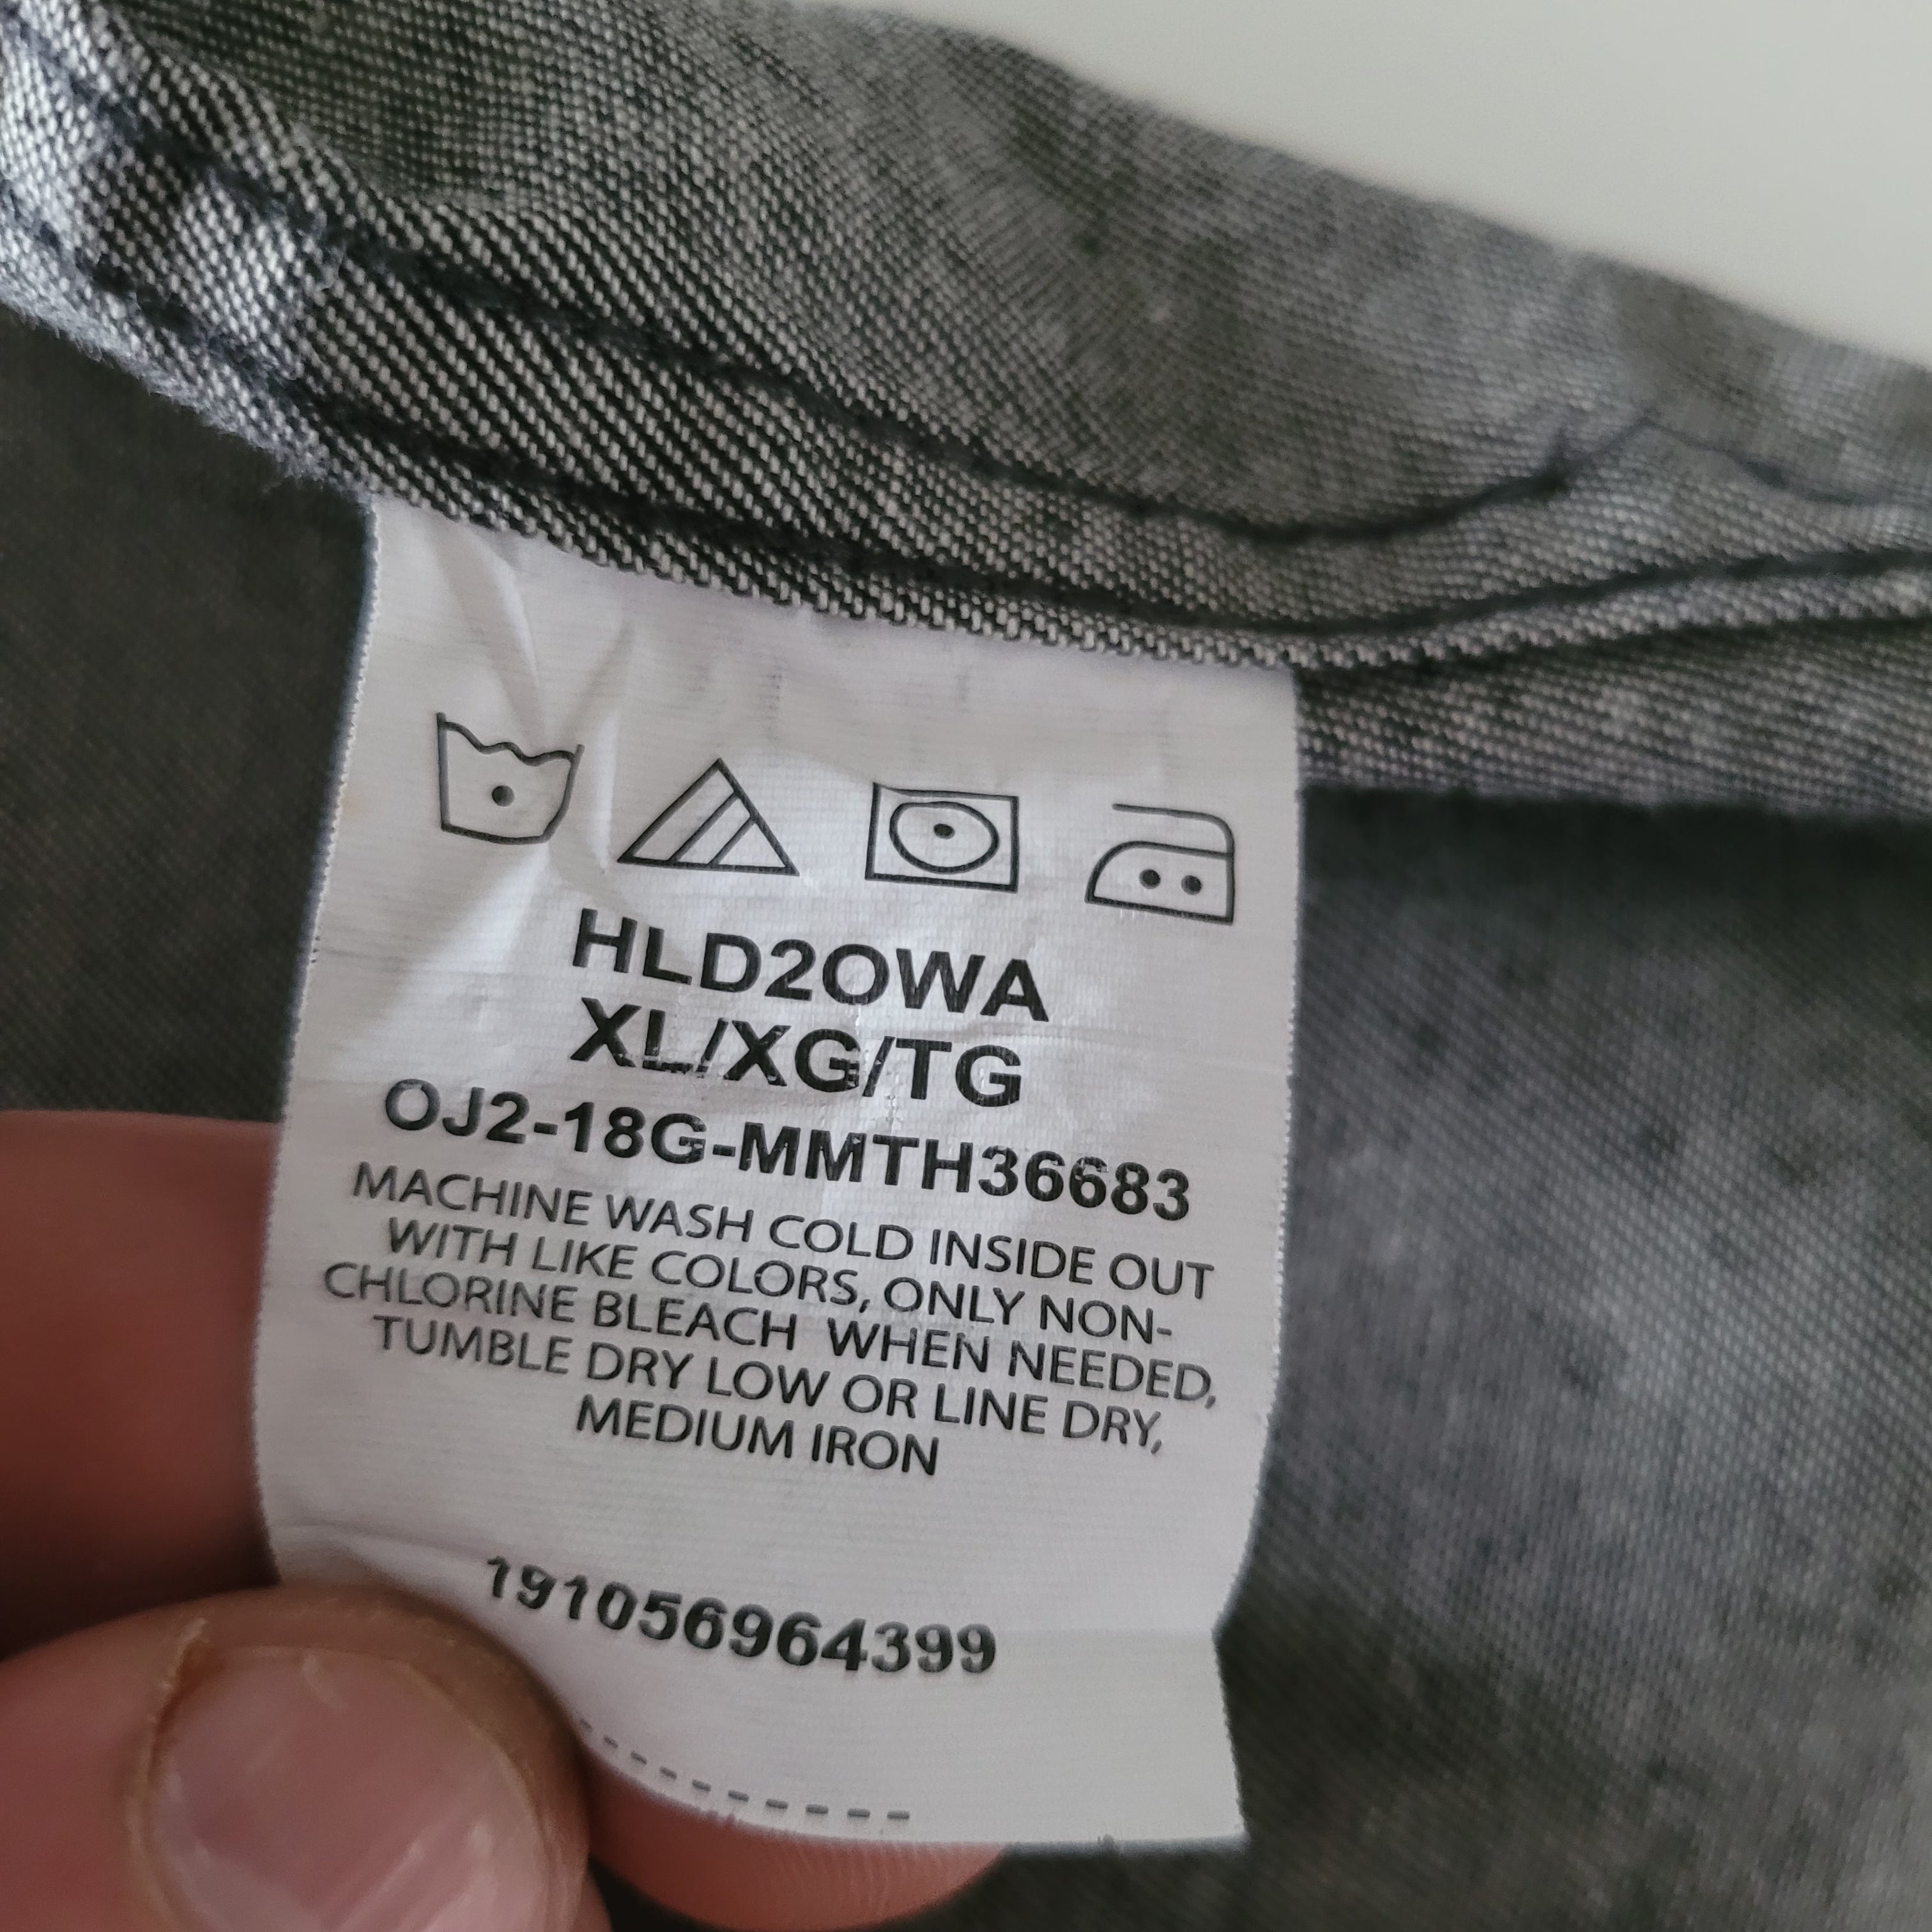 HLD2OWA
XL/XG/TG
OJ2-18G-MMTH36683
MACHINE WASH COLD INSIDE OUT
WITH LIKE COLORS, ONLY NON-
CHLORINE BLEACH WHEN NEEDED,
TUMBLE DRY LOW OR LINE DRY,
MEDIUM IRON
191056964399